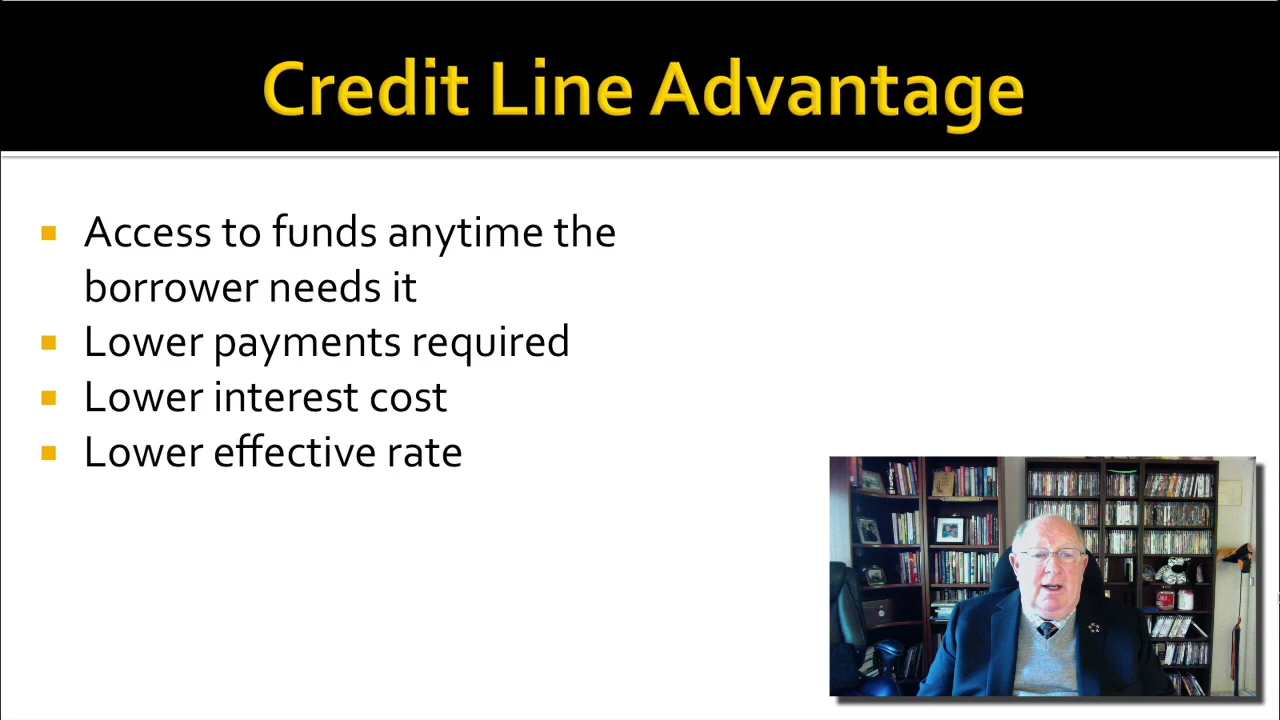 Credit Line Advantage
Access to funds anytime the
borrower needs it
Lower payments required
Lower interest cost
Lower effective rate